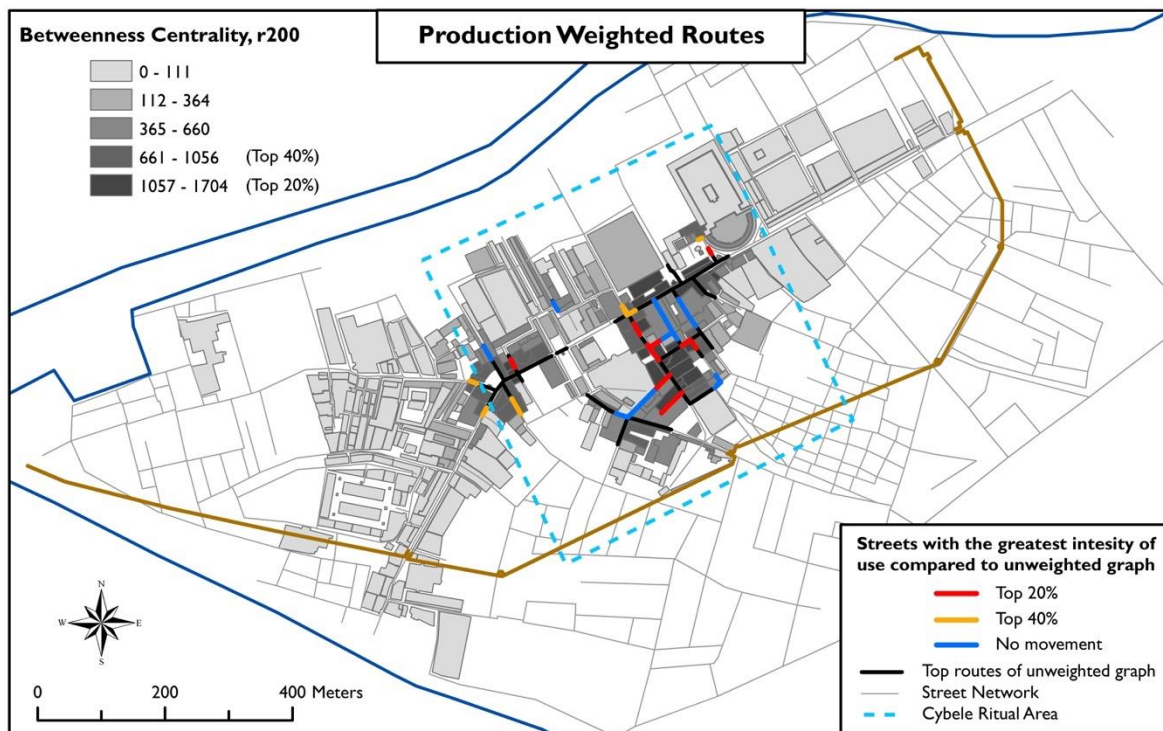 Production Weighted Routes
Betweenness Centrality, r200
0 - 111
112 - 364
365 - 660
661 - 1056 (Top 40%)
1057 - 1704 (Top 20%)
N
W E
S
0 200 400 Meters
Streets with the greatest intesity of
use compared to unweighted graph
Top 20%
Top 40%
No movement
Top routes of unweighted graph
Street Network
Cybele Ritual Area